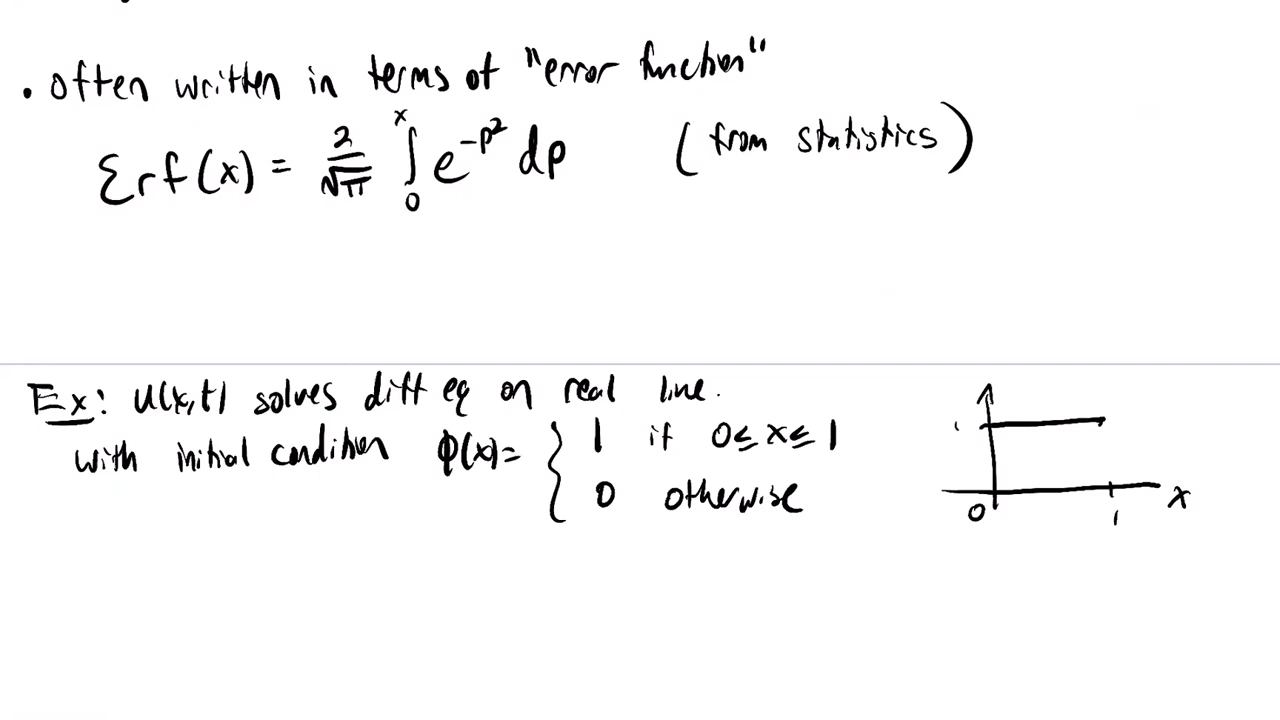 • often written in terms of "error function"
Erf(x) = 2/√π ∫₀ˣ e^{-p²} dp (from statistics)
Ex: u(x,t) solves diff eq on real line.
with initial condition φ(x) = { 1 if 0 ≤ x ≤ 1
0 otherwise
1
0 1 x